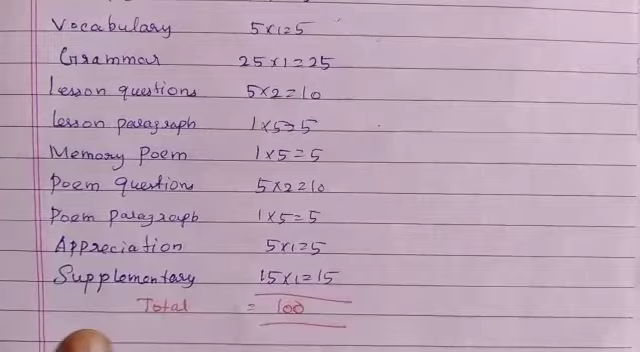 Vocabulary 5x1=5
Grammar 25x1=25
Lesson questions 5x2=10
Lesson paragraph 1x5=5
Memory Poem 1x5=5
Poem questions 5x2=10
Poem paragraph 1x5=5
Appreciation 5x1=5
Supplementary 15x1=15
Total = 100